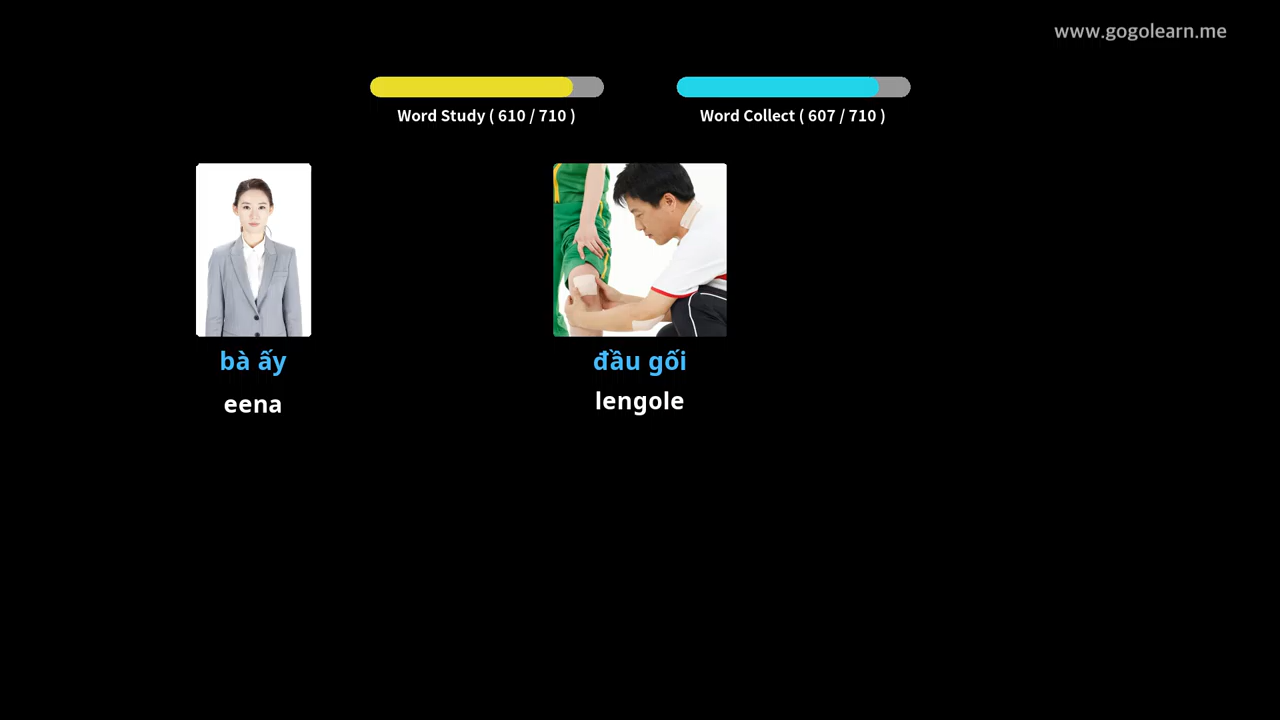 www.gogolearn.me
Word Study ( 610 / 710 )
Word Collect ( 607 / 710 )
bà ấy
eena
đầu gối
lengole